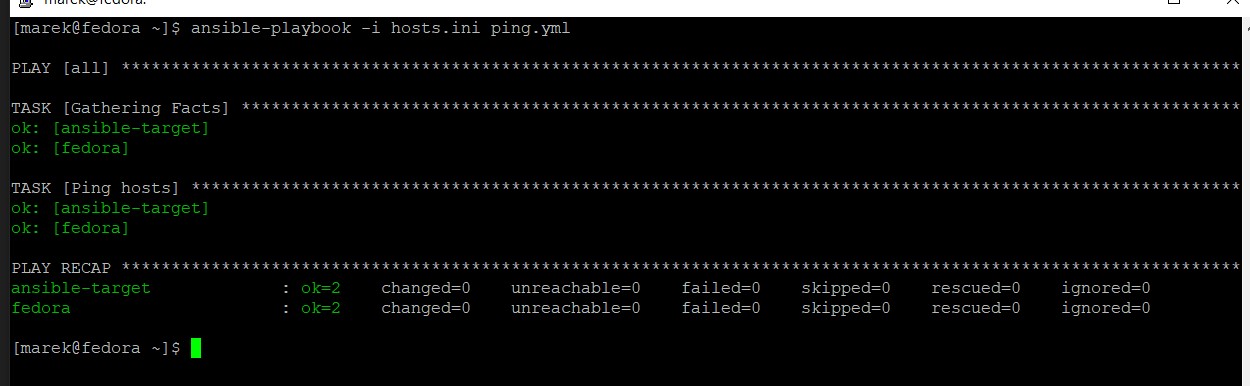 marek@fedora:
[marek@fedora ~]$ ansible-playbook -i hosts.ini ping.yml
PLAY [all] ****************************************************************************************************************
TASK [Gathering Facts] ****************************************************************************************************
ok: [ansible-target]
ok: [fedora]
TASK [Ping hosts] *********************************************************************************************************
ok: [ansible-target]
ok: [fedora]
PLAY RECAP ****************************************************************************************************************
ansible-target             : ok=2    changed=0    unreachable=0    failed=0    skipped=0    rescued=0    ignored=0
fedora                     : ok=2    changed=0    unreachable=0    failed=0    skipped=0    rescued=0    ignored=0
[marek@fedora ~]$